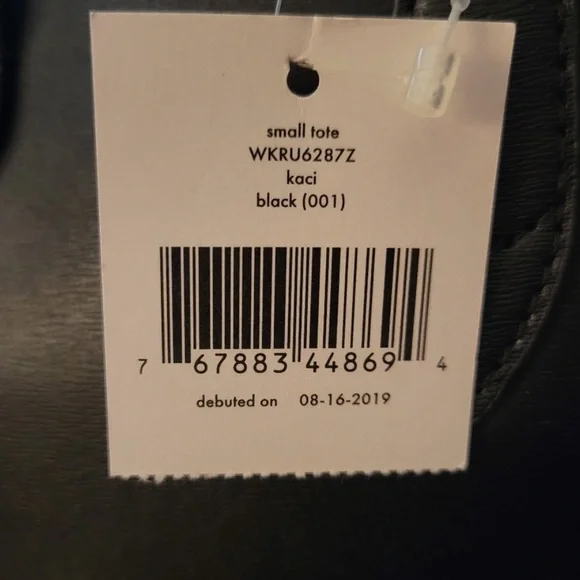 small tote
WKRU6287Z
kaci
black (001)
7 67883 44869 4
debuted on 08-16-2019